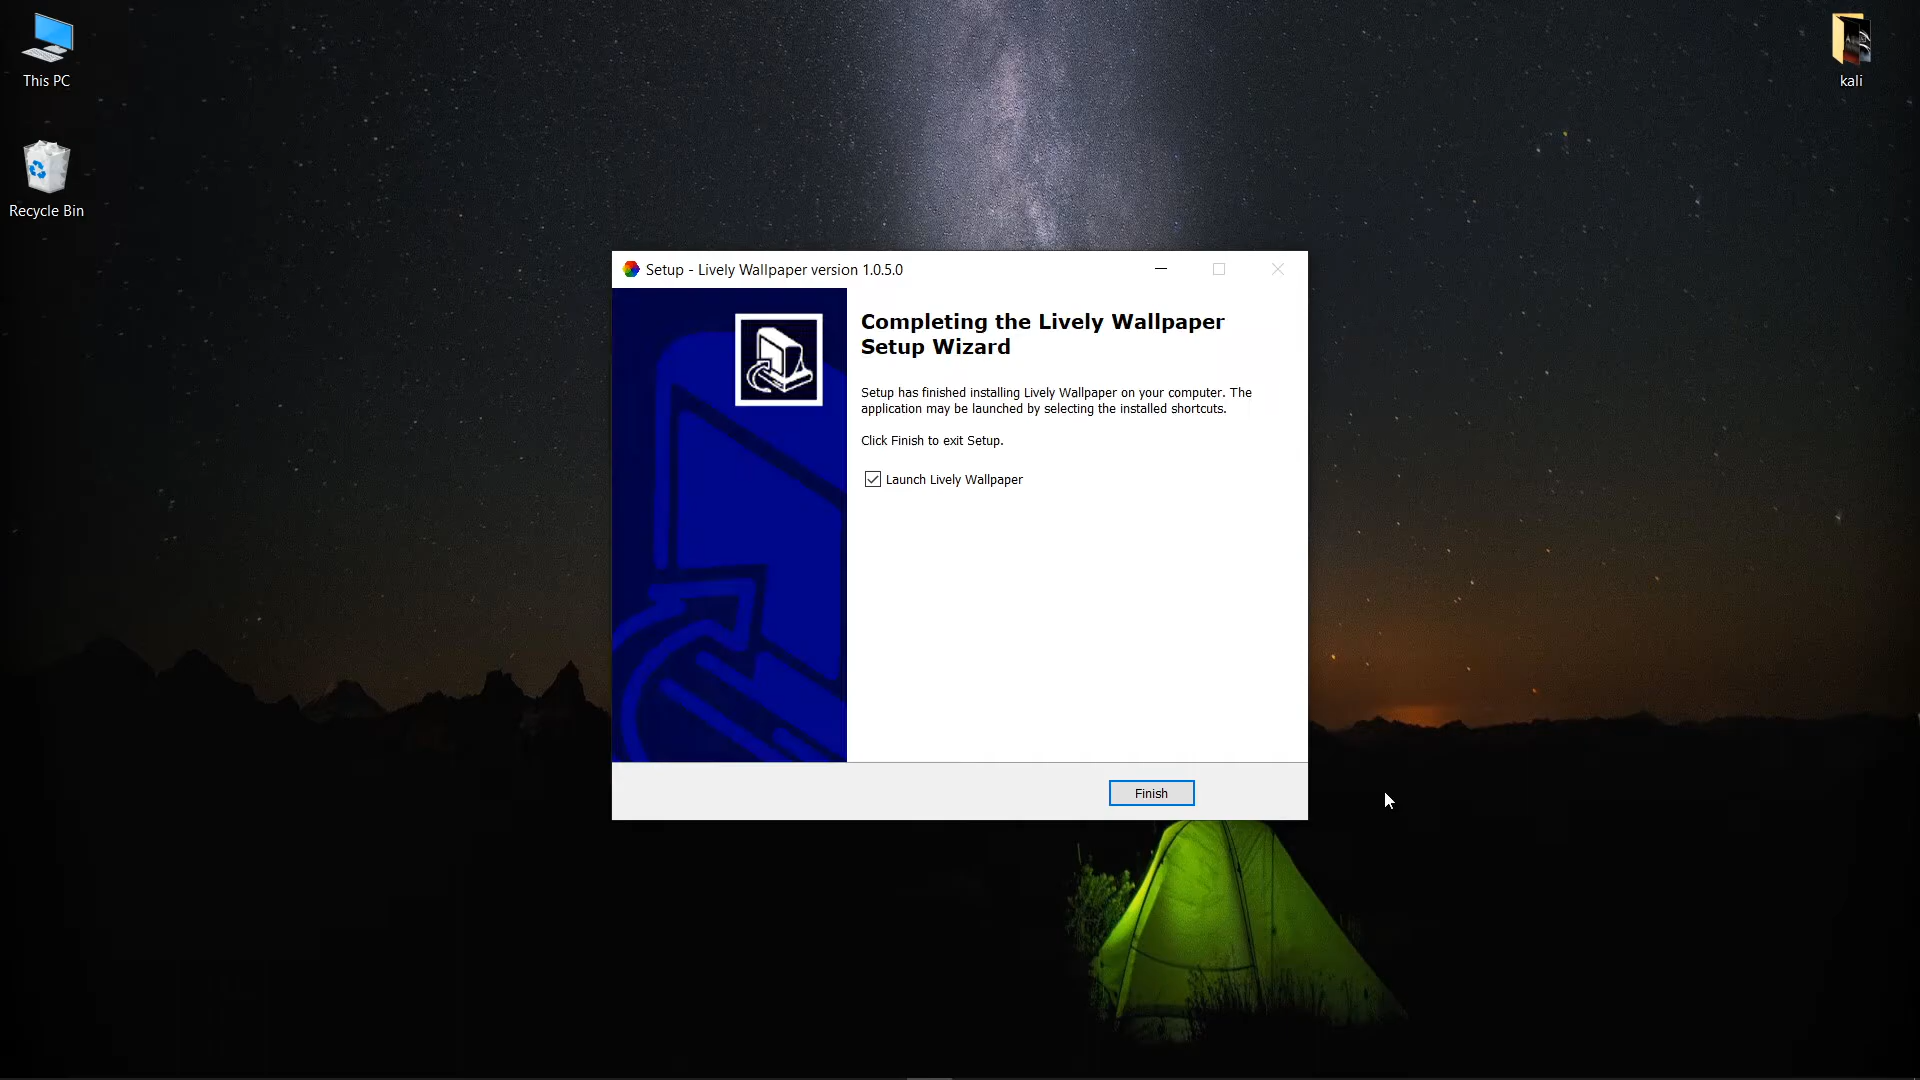 This PC
kali
Recycle Bin
Setup - Lively Wallpaper version 1.0.5.0
Completing the Lively Wallpaper
Setup Wizard
Setup has finished installing Lively Wallpaper on your computer. The
application may be launched by selecting the installed shortcuts.
Click Finish to exit Setup.
Launch Lively Wallpaper
Finish